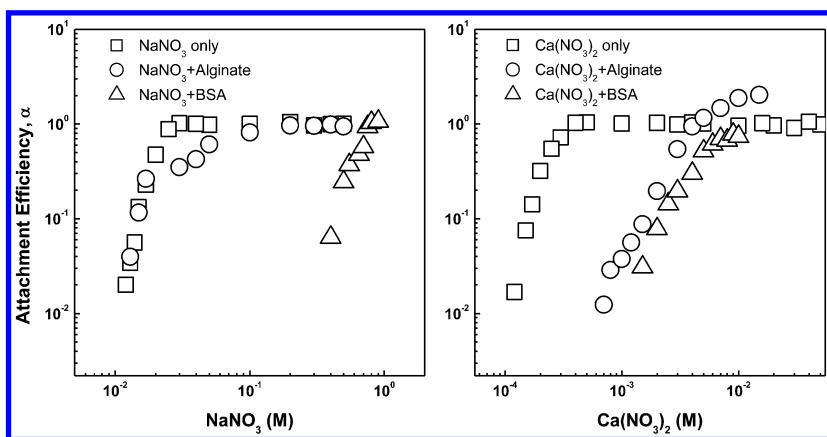 Attachment Efficiency, α
10¹
10⁰
10⁻¹
10⁻²
NaNO₃ only
NaNO₃+Alginate
NaNO₃+BSA
10⁻² 10⁻¹ 10⁰
NaNO₃ (M)
10¹
10⁰
10⁻¹
10⁻²
Ca(NO₃)₂ only
Ca(NO₃)₂+Alginate
Ca(NO₃)₂+BSA
10⁻⁴ 10⁻³ 10⁻²
Ca(NO₃)₂ (M)